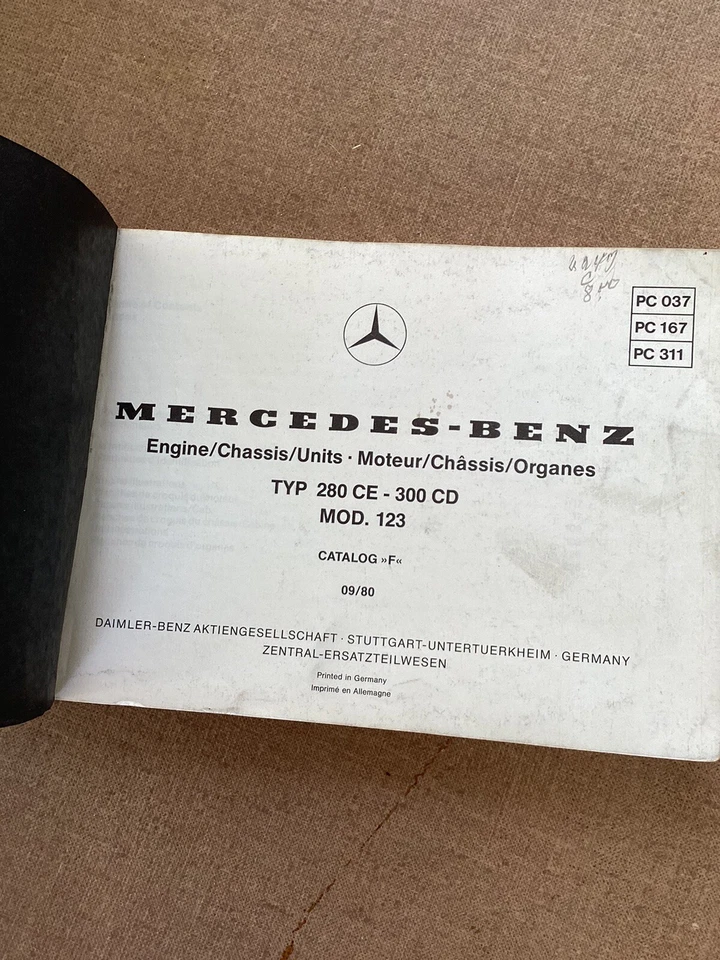 PC 037
PC 167
PC 311
MERCEDES-BENZ
Engine/Chassis/Units · Moteur/Châssis/Organes
TYP 280 CE - 300 CD
MOD. 123
CATALOG »F«
09/80
DAIMLER-BENZ AKTIENGESELLSCHAFT · STUTTGART-UNTERTUERKHEIM · GERMANY
ZENTRAL-ERSATZTEILWESEN
Printed in Germany
Imprimé en Allemagne